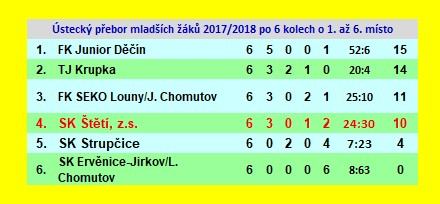 Ústecký přebor mladších žáků 2017/2018 po 6 kolech o 1. až 6. místo
1. FK Junior Děčín 6 5 0 0 1 52:6 15
2. TJ Krupka 6 3 2 1 0 20:4 14
3. FK SEKO Louny/J. Chomutov 6 3 0 2 1 25:10 11
4. SK Štětí, z.s. 6 3 0 1 2 24:30 10
5. SK Strupčice 6 0 2 0 4 7:23 4
6. SK Ervěnice-Jirkov/L.
Chomutov 6 0 0 0 6 8:63 0